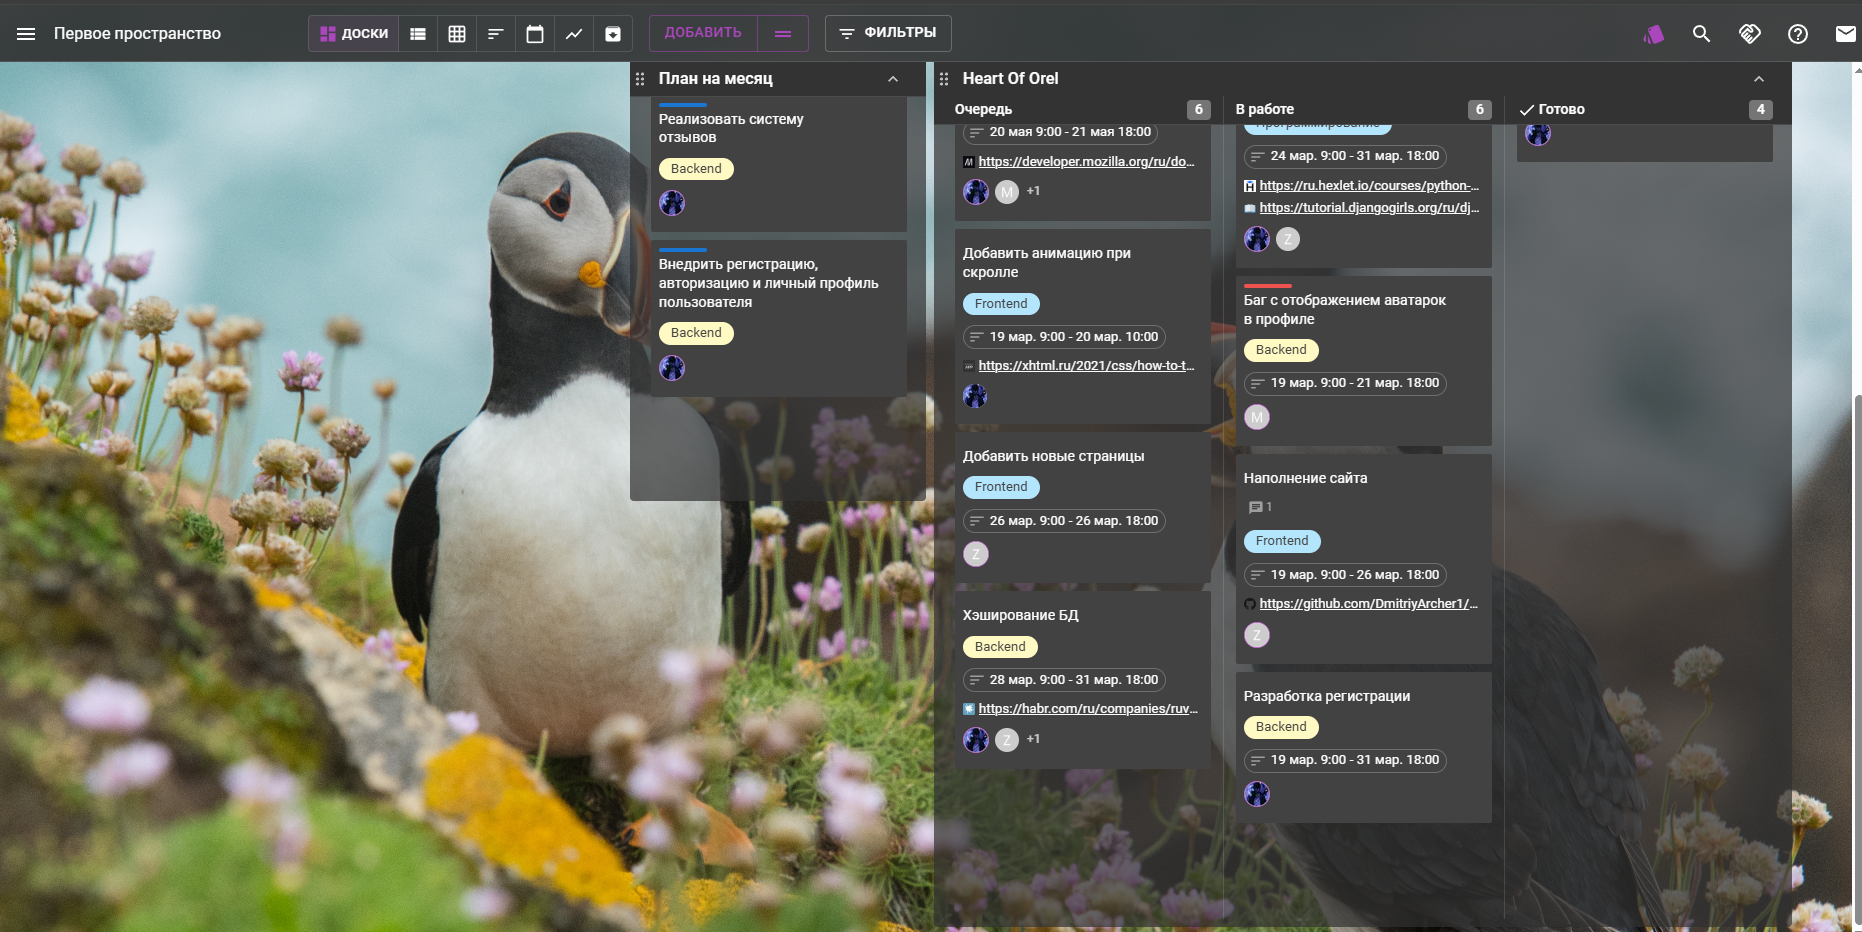 Первое пространство
ДОСКИ
ДОБАВИТЬ
ФИЛЬТРЫ
План на месяц
Реализовать систему
отзывов
Backend
Внедрить регистрацию,
авторизацию и личный профиль
пользователя
Backend
Heart Of Orel
Очередь
6
20 мая 9:00 - 21 мая 18:00
https://developer.mozilla.org/ru/do...
M
+1
Добавить анимацию при
скролле
Frontend
19 мар. 9:00 - 20 мар. 10:00
https://xhtml.ru/2021/css/how-to-t...
Добавить новые страницы
Frontend
26 мар. 9:00 - 26 мар. 18:00
Z
Хэширование БД
Backend
28 мар. 9:00 - 31 мар. 18:00
https://habr.com/ru/companies/ruv...
Z
+1
В работе
6
Программирование
24 мар. 9:00 - 31 мар. 18:00
https://ru.hexlet.io/courses/python-...
https://tutorial.djangogirls.org/ru/dj...
Z
Баг с отображением аватарок
в профиле
Backend
19 мар. 9:00 - 21 мар. 18:00
M
Наполнение сайта
1
Frontend
19 мар. 9:00 - 26 мар. 18:00
https://github.com/DmitriyArcher1/...
Z
Разработка регистрации
Backend
19 мар. 9:00 - 31 мар. 18:00
Готово
4